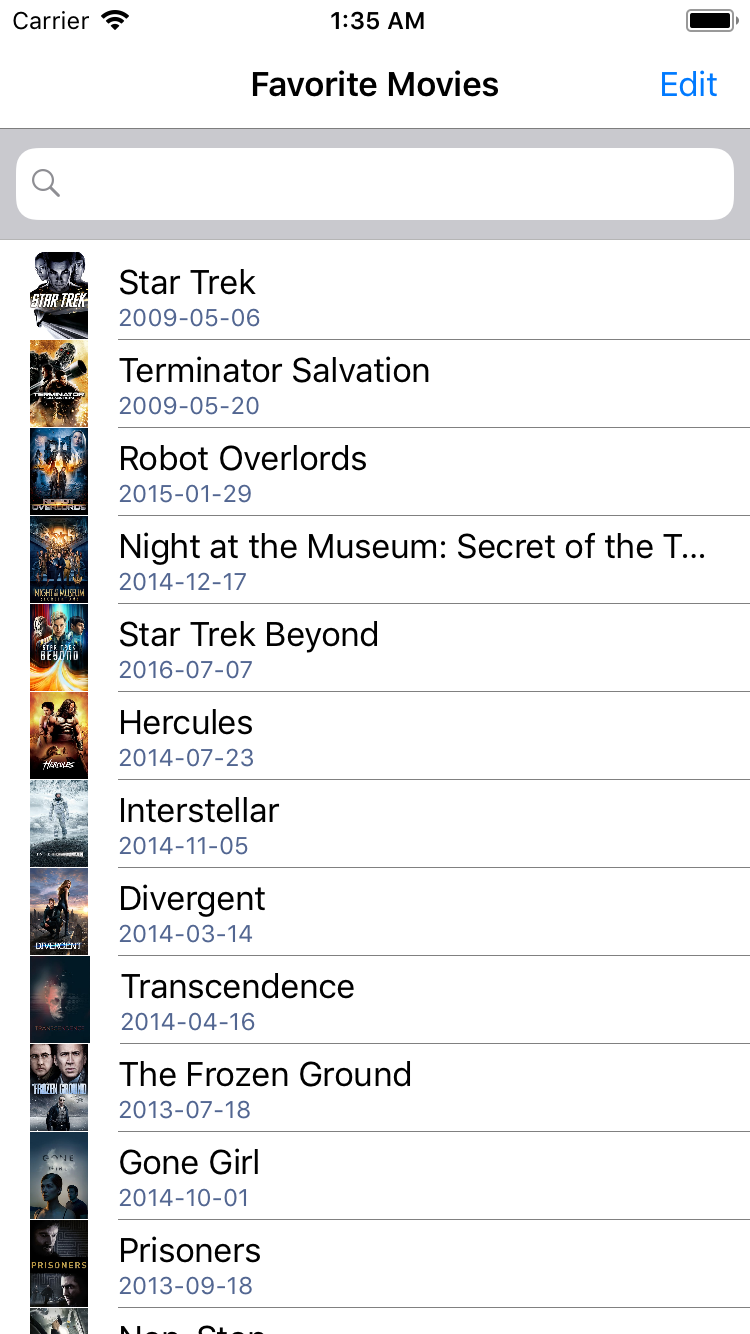 Carrier
1:35 AM
Favorite Movies
Edit
STAR TREK
Star Trek
2009-05-06
TERMINATOR
Terminator Salvation
2009-05-20
ROBOT
OVERLORDS
Robot Overlords
2015-01-29
NIGHT AT THE MUSEUM
Night at the Museum: Secret of the T...
2014-12-17
STAR TREK
BEYOND
Star Trek Beyond
2016-07-07
HERCULES
Hercules
2014-07-23
Interstellar
2014-11-05
DIVERGENT
Divergent
2014-03-14
TRANSCENDENCE
Transcendence
2014-04-16
FROZEN GROUND
The Frozen Ground
2013-07-18
GONE
GIRL
Gone Girl
2014-10-01
PRISONERS
Prisoners
2013-09-18
Non-Stop